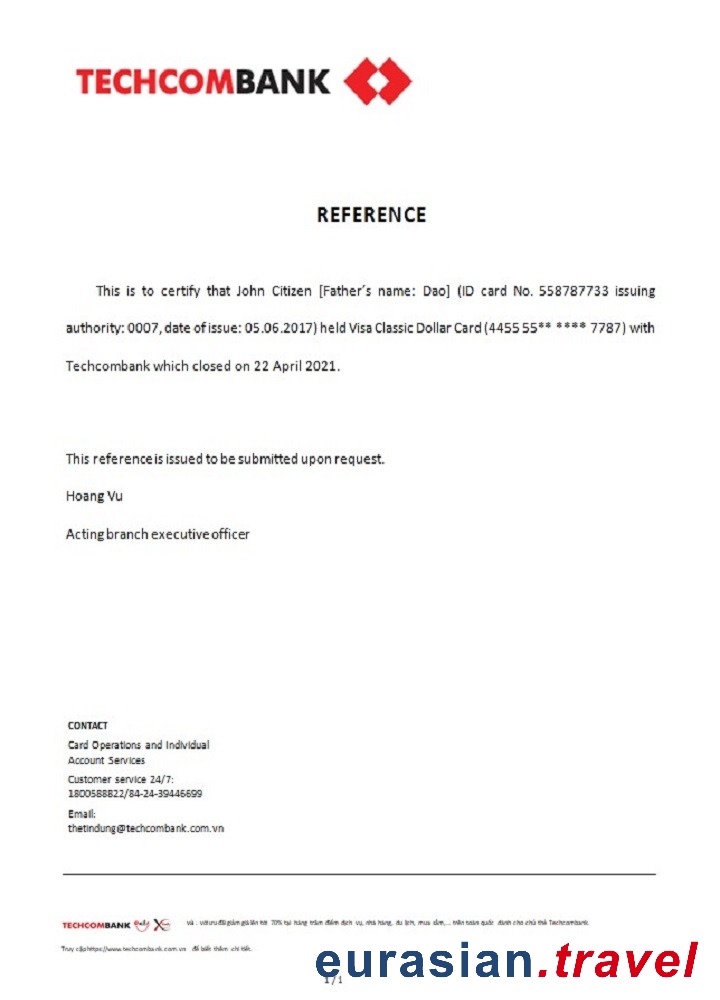 TECHCOMBANK
REFERENCE
This is to certify that John Citizen [Father's name: Dao] (ID card No. 558787733 issuing
authority: 0007, date of issue: 05.06.2017) held Visa Classic Dollar Card (4455 55** **** 7787) with
Techcombank which closed on 22 April 2021.
This reference is issued to be submitted upon request.
Hoang Vu
Acting branch executive officer
CONTACT
Card Operations and Individual
Account Services
Customer service 24/7:
1800588822/84-24-39446699
Email:
thetindung@techcombank.com.vn
TECHCOMBANK và : với ưu đãi giảm giá lên tới 70% tại hàng trăm điểm dịch vụ, nhà hàng, du lịch, mua sắm,... trên toàn quốc dành cho chủ thẻ Techcombank
Truy cập https://www.techcombank.com.vn để biết thêm chi tiết.
eurasian.travel
1/1